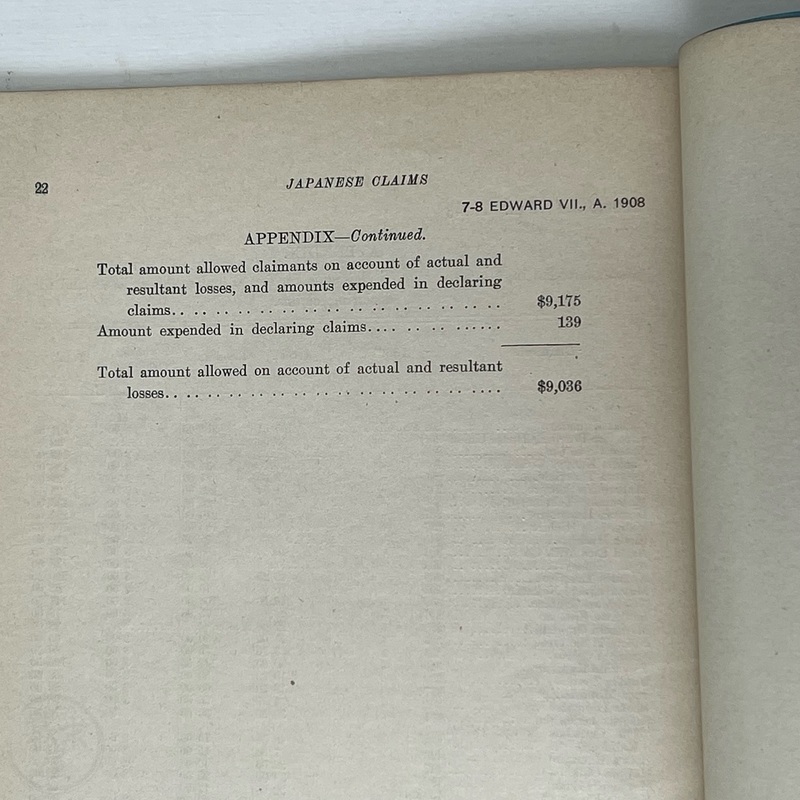 22
JAPANESE CLAIMS
7-8 EDWARD VII., A. 1908
APPENDIX—Continued.
Total amount allowed claimants on account of actual and
resultant losses, and amounts expended in declaring
claims.. .. .. .. .. .. .. .. .. .. .. .. .. .. .. .. $9,175
Amount expended in declaring claims.... .. .. ...... 139
Total amount allowed on account of actual and resultant
losses.. .. .. .. .. .. .. .. .. .. .. .. .. .. .. .... $9,036